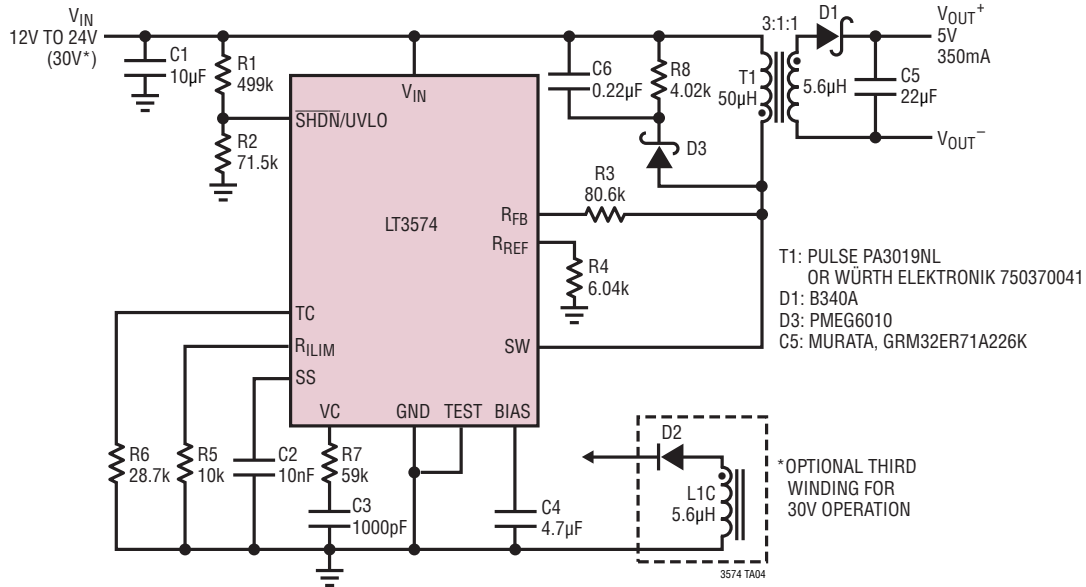 VIN
12V TO 24V
(30V*)
C1
10µF
R1
499k
R2
71.5k
VIN
SHDN/UVLO
LT3574
RFB
RREF
TC
RILIM
SS
SW
VC
GND
TEST
BIAS
C6
0.22µF
R8
4.02k
D3
R3
80.6k
R4
6.04k
T1
50µH
3:1:1
5.6µH
D1
C5
22µF
VOUT+
5V
350mA
VOUT–
T1: PULSE PA3019NL
OR WÜRTH ELEKTRONIK 750370041
D1: B340A
D3: PMEG6010
C5: MURATA, GRM32ER71A226K
R6
28.7k
R5
10k
C2
10nF
R7
59k
C3
1000pF
C4
4.7µF
D2
L1C
5.6µH
*OPTIONAL THIRD
WINDING FOR
30V OPERATION
3574 TA04